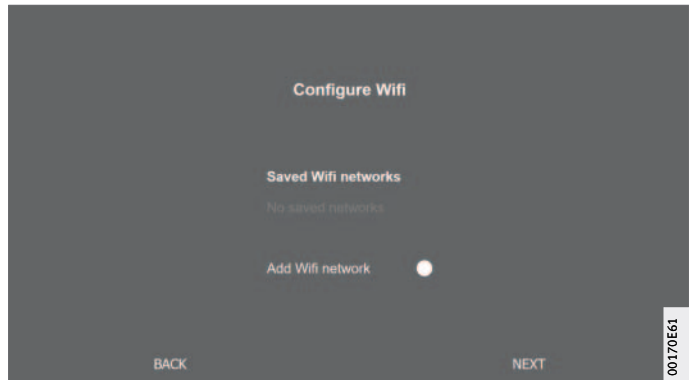 Configure Wifi
Saved Wifi networks
No saved networks
Add Wifi network
BACK
NEXT
00170E61